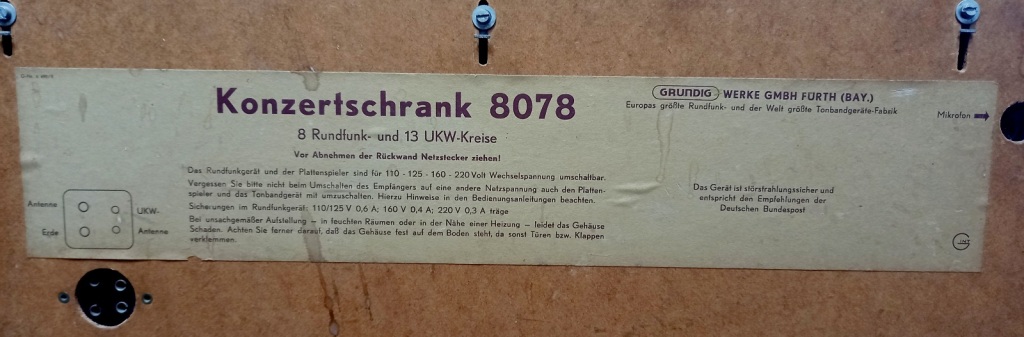 Konzertschrank 8078
8 Rundfunk- und 13 UKW-Kreise
Vor Abnehmen der Rückwand Netzstecker ziehen!
Das Rundfunkgerät und der Plattenspieler sind für 110 - 125 - 160 - 220 Volt Wechselspannung umschaltbar.
Vergessen Sie bitte nicht beim Umschalten des Empfängers auf eine andere Netzspannung auch den Platten-
spieler und das Tonbandgerät mit umzuschalten. Hierzu Hinweise in den Bedienungsanleitungen beachten.
Sicherungen im Rundfunkgerät: 110/125 V 0,6 A; 160 V 0,4 A; 220 V 0,3 A träge
Bei unsachgemäßer Aufstellung — in feuchten Räumen oder in der Nähe einer Heizung — leidet das Gehäuse
Schaden. Achten Sie ferner darauf, daß das Gehäuse fest auf dem Boden steht, da sonst Türen bzw. Klappen
verklemmen.
GRUNDIG WERKE GMBH FÜRTH (BAY.)
Europas größte Rundfunk- und der Welt größte Tonbandgeräte-Fabrik
Mikrofon
Das Gerät ist störstrahlungssicher und
entspricht den Empfehlungen der
Deutschen Bundespost
Antenne
UKW-
Erde
Antenne